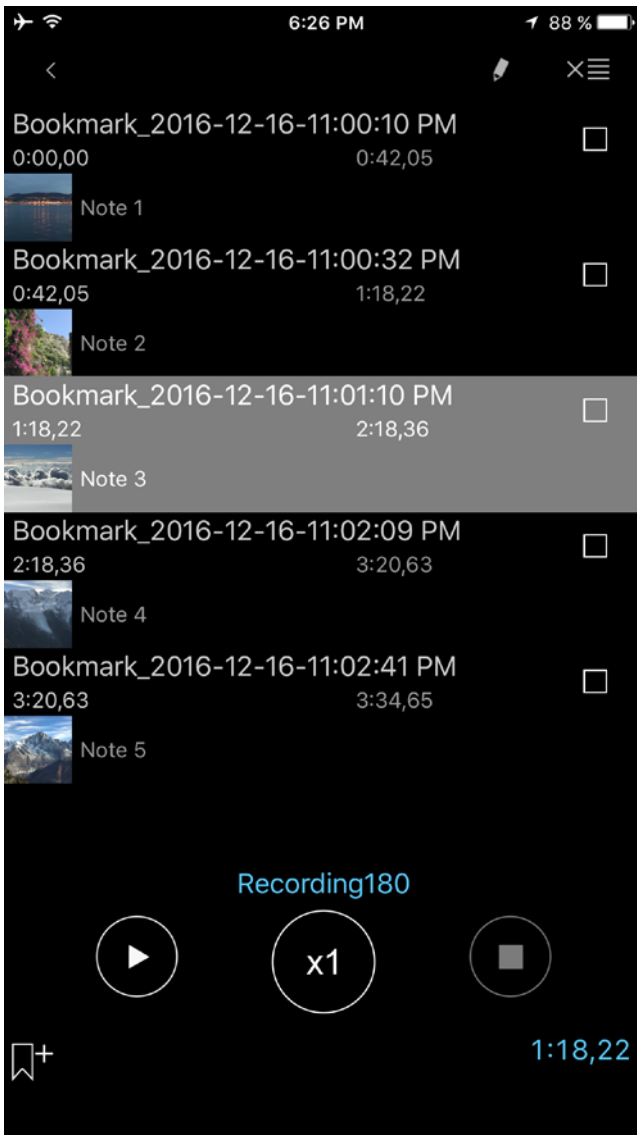 6:26 PM 88 %
Bookmark_2016-12-16-11:00:10 PM
0:00,00 0:42,05
Note 1
Bookmark_2016-12-16-11:00:32 PM
0:42,05 1:18,22
Note 2
Bookmark_2016-12-16-11:01:10 PM
1:18,22 2:18,36
Note 3
Bookmark_2016-12-16-11:02:09 PM
2:18,36 3:20,63
Note 4
Bookmark_2016-12-16-11:02:41 PM
3:20,63 3:34,65
Note 5
Recording180
x1
1:18,22